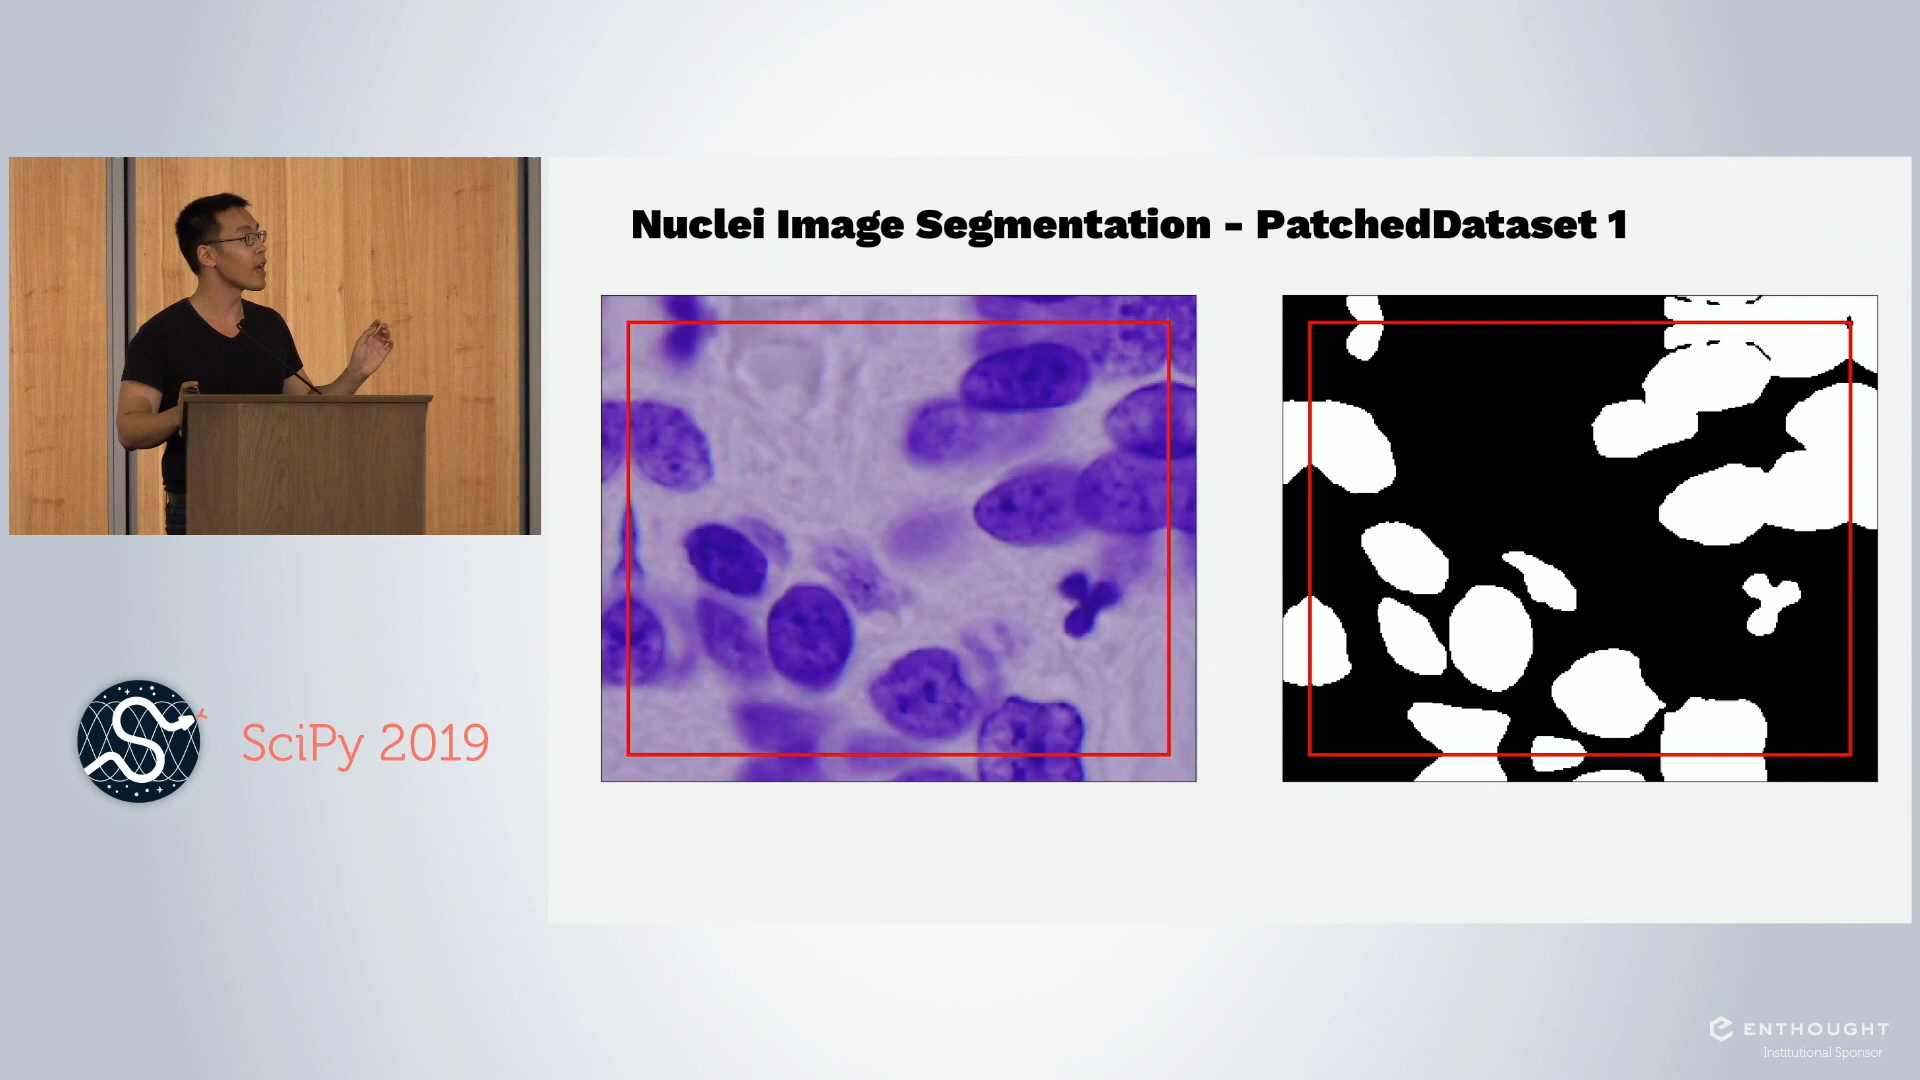 Nuclei Image Segmentation - PatchedDataset 1
SciPy 2019
ENTHOUGHT
Institutional Sponsor